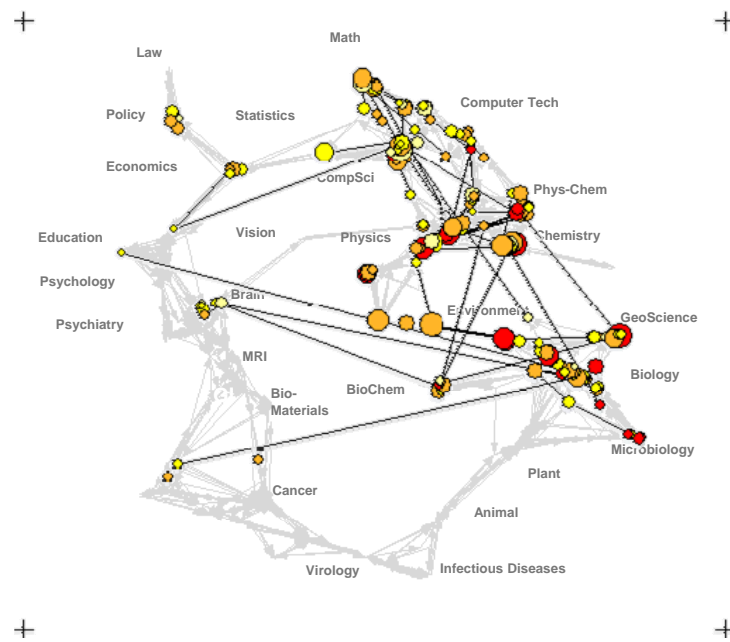 Math
Law
Computer Tech
Policy
Statistics
Economics
CompSci
Phys-Chem
Vision
Education
Physics
Chemistry
Psychology
Brain
Environment
GeoScience
Psychiatry
MRI
Biology
BioChem
Bio-
Materials
Microbiology
Plant
Cancer
Animal
Virology
Infectious Diseases